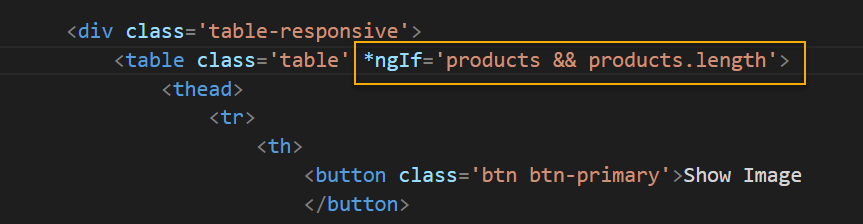 <div class='table-responsive'>
<table class='table' *ngIf='products && products.length'>
<thead>
<tr>
<th>
<button class='btn btn-primary'>Show Image
</button>